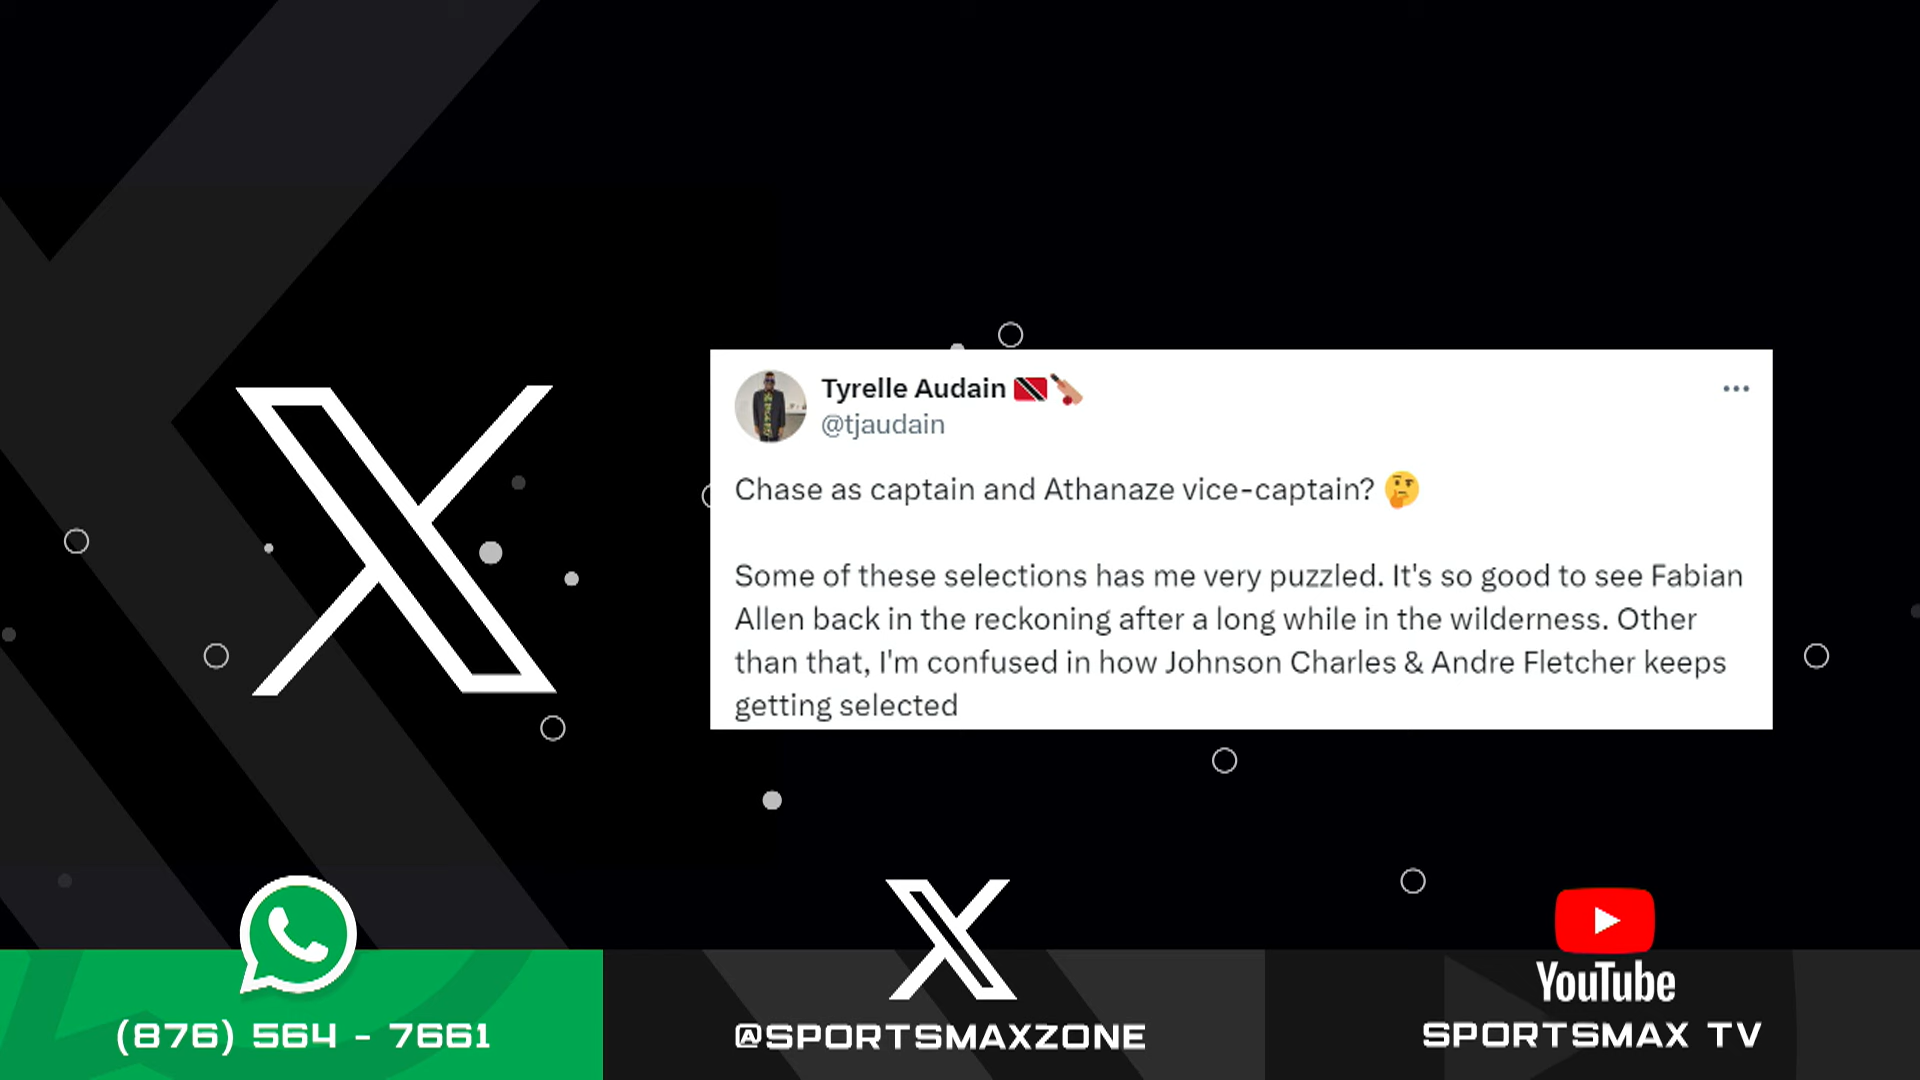 Tyrelle Audain 🇹🇹🏏
@tjaudain
Chase as captain and Athanaze vice-captain? 🤔
Some of these selections has me very puzzled. It's so good to see Fabian
Allen back in the reckoning after a long while in the wilderness. Other
than that, I'm confused in how Johnson Charles & Andre Fletcher keeps
getting selected
(876) 564 - 7661
@SPORTSMAXZONE
YouTube
SPORTSMAX TV